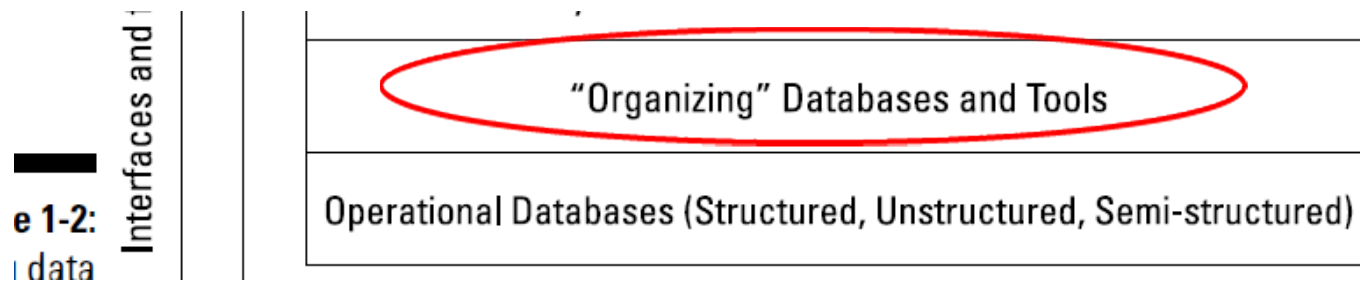 Interfaces and
"Organizing" Databases and Tools
Operational Databases (Structured, Unstructured, Semi-structured)
e 1-2:
data